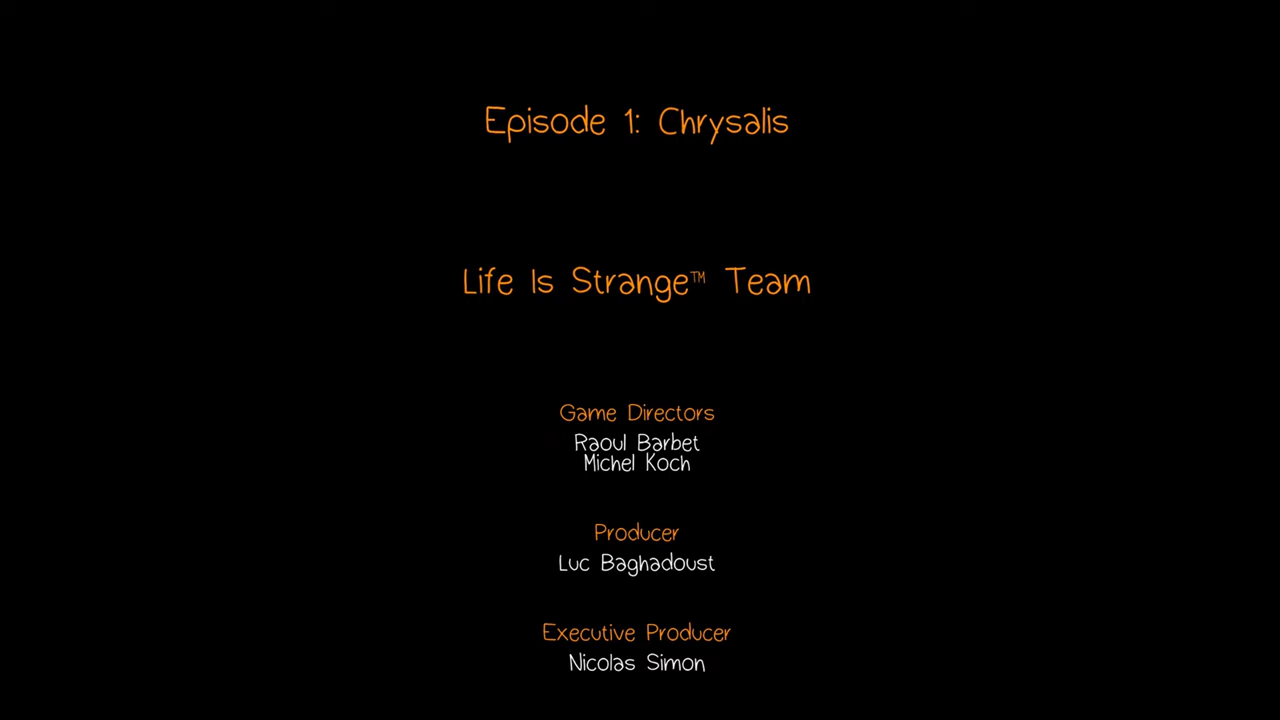 Episode 1: Chrysalis
Life Is Strange™ Team
Game Directors
Raoul Barbet
Michel Koch
Producer
Luc Baghadoust
Executive Producer
Nicolas Simon